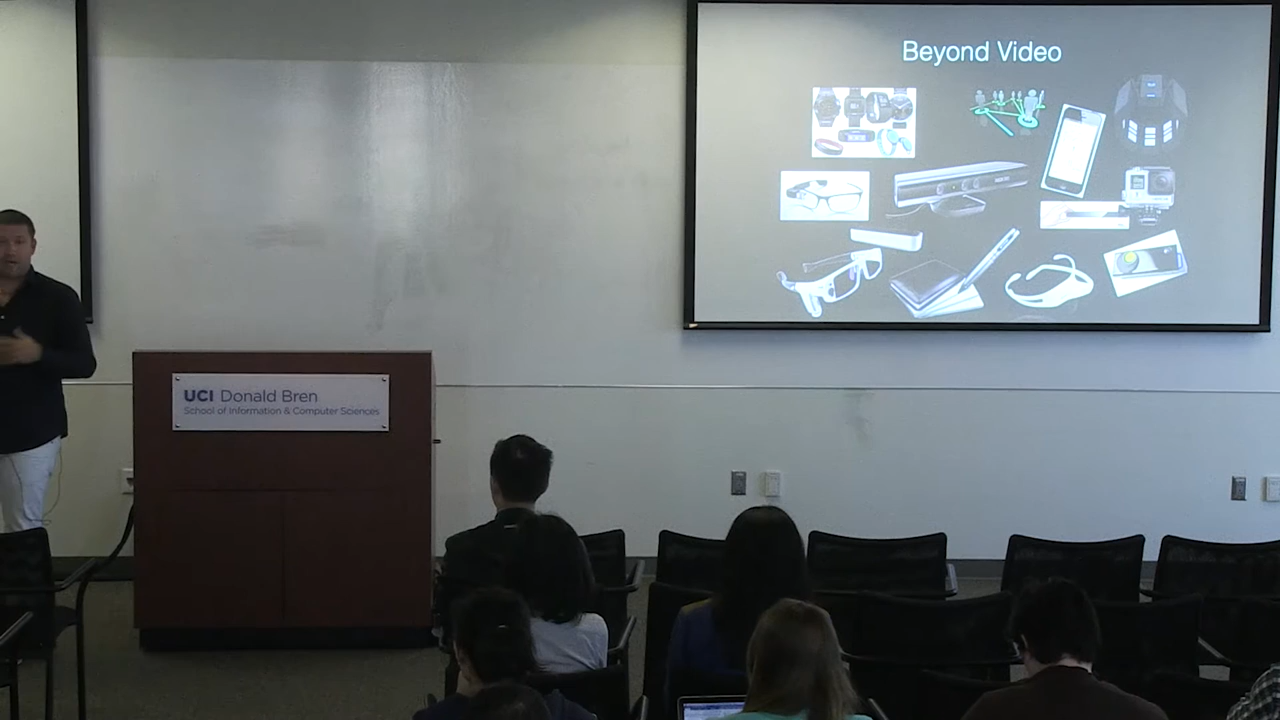 Beyond Video
UCI Donald Bren
School of Information & Computer Sciences